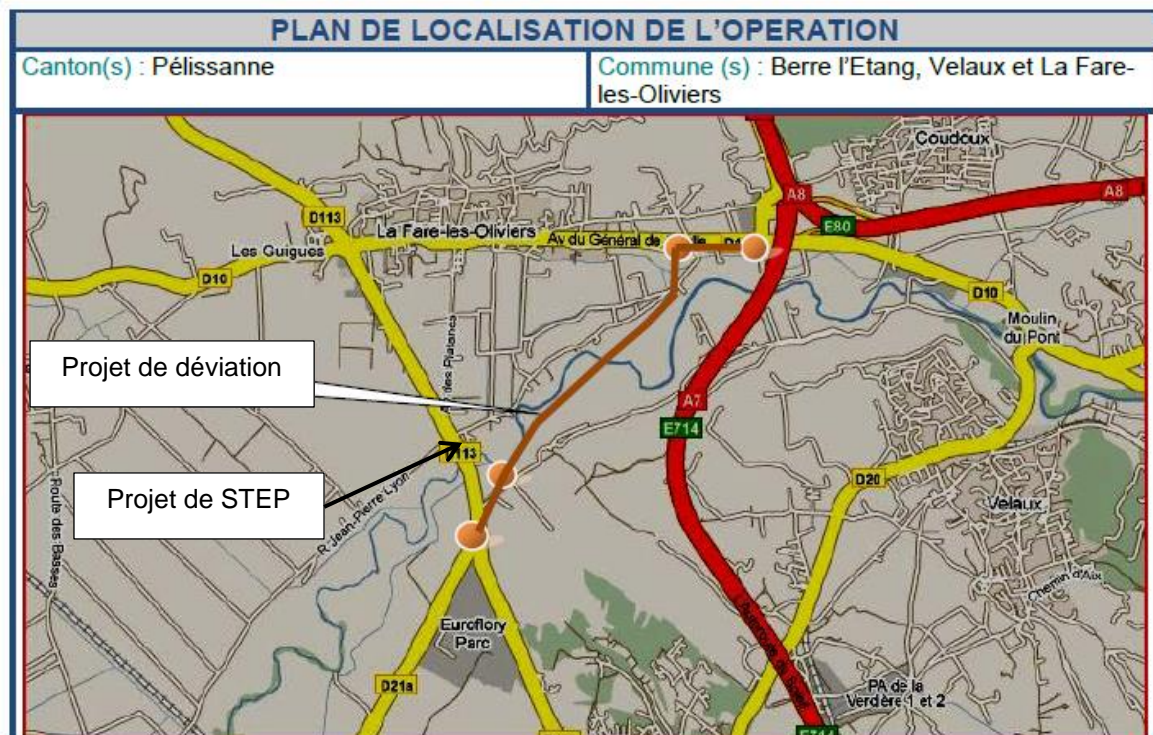 PLAN DE LOCALISATION DE L'OPERATION
Canton(s) : Pélissanne
Commune (s) : Berre l'Etang, Velaux et La Fare-
les-Oliviers
Coudoux
A8
A8
E80
D113
La Fare-les-Oliviers
Av du Général de
Les Guigues
D10
D10
Moulin
du Pont
Projet de déviation
A7
E714
113
Projet de STEP
R Jean-Pierre Lyon
D20
Velaux
Route des Basses
Chemin d'Aix
Euroflory
Parc
D21a
PA de la
Verdère 1 et 2
E714